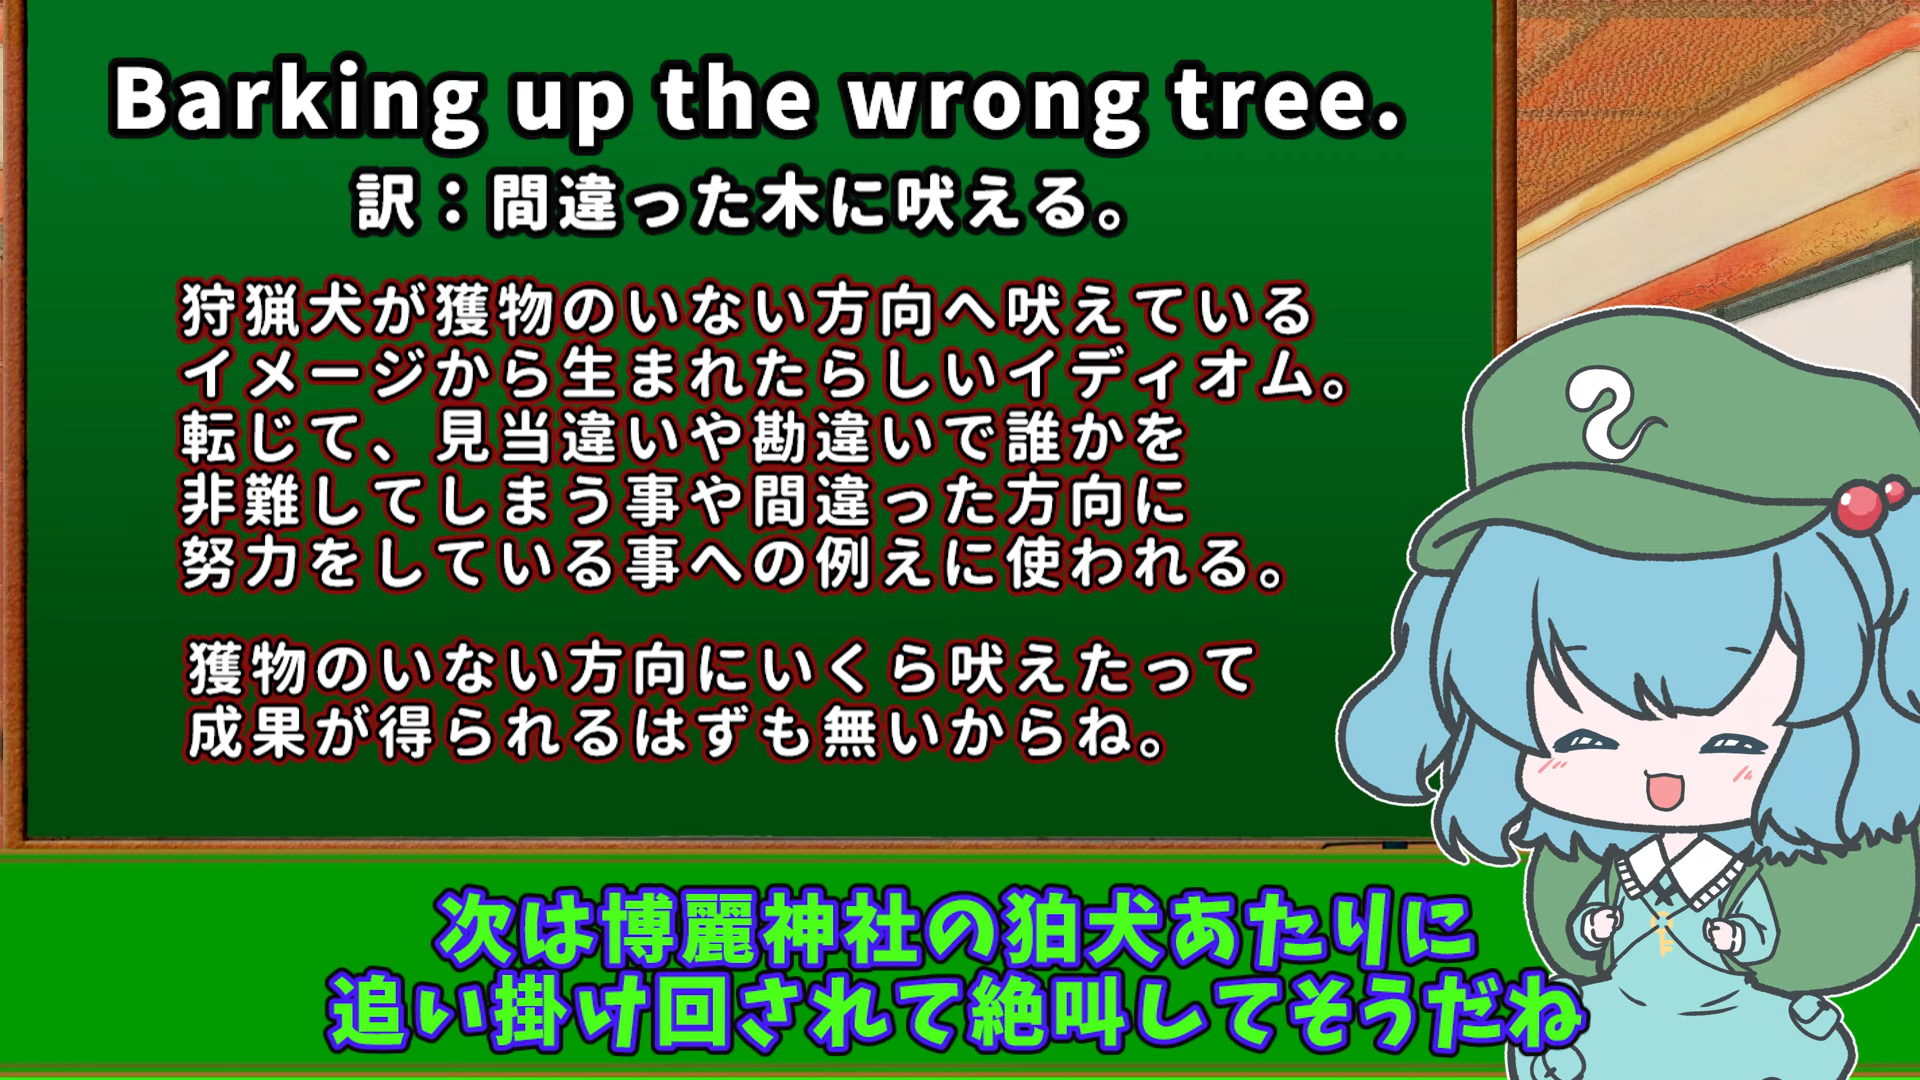 Barking up the wrong tree.
訳：間違った木に吠える。
狩猟犬が獲物のいない方向へ吠えている
イメージから生まれたらしいイディオム。
転じて、見当違いや勘違いで誰かを
非難してしまう事や間違った方向に
努力をしている事への例えに使われる。
獲物のいない方向にいくら吠えたって
成果が得られるはずも無いからね。
次は博麗神社の狛犬あたりに
追い掛け回されて絶叫してそうだね